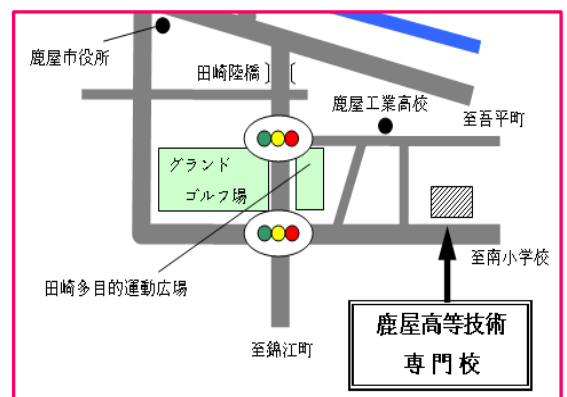 鹿屋市役所
田崎陸橋
鹿屋工業高校
至吾平町
グランド
ゴルフ場
至南小学校
田崎多目的運動広場
鹿屋高等技術
専門校
至錦江町